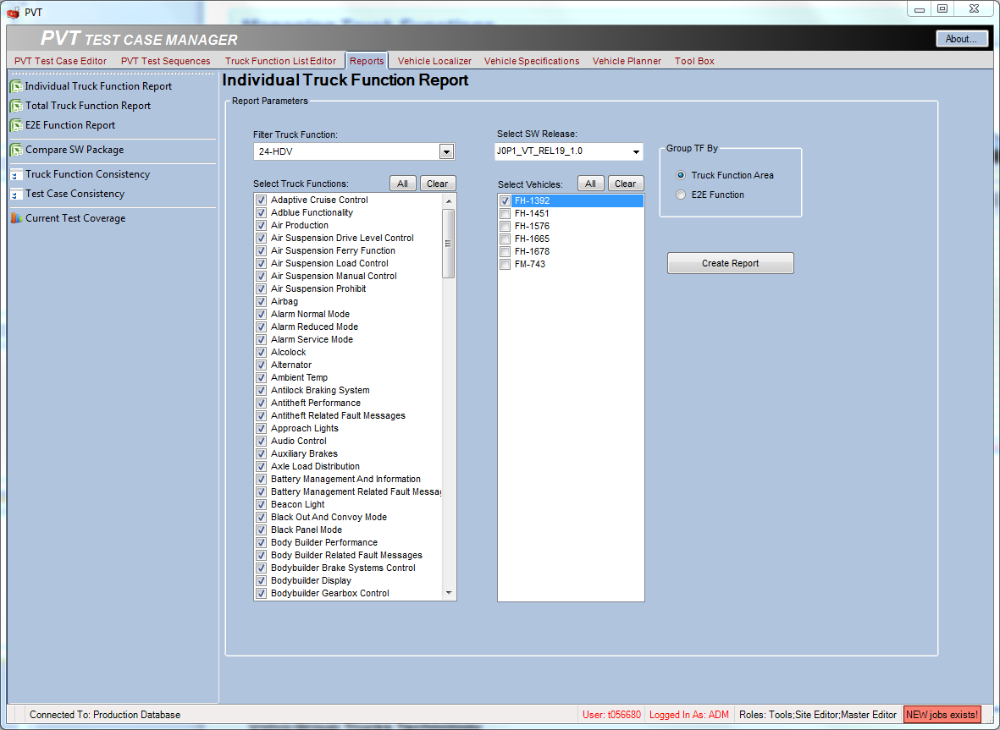 PVT
PVT TEST CASE MANAGER
About...
PVT Test Case Editor PVT Test Sequences Truck Function List Editor Reports Vehicle Localizer Vehicle Specifications Vehicle Planner Tool Box
Individual Truck Function Report
Total Truck Function Report
E2E Function Report
Compare SW Package
Truck Function Consistency
Test Case Consistency
Current Test Coverage
Individual Truck Function Report
Report Parameters
Filter Truck Function:
24-HDV
Select Truck Functions: All Clear
Adaptive Cruise Control
Adblue Functionality
Air Production
Air Suspension Drive Level Control
Air Suspension Ferry Function
Air Suspension Load Control
Air Suspension Manual Control
Air Suspension Prohibit
Airbag
Alarm Normal Mode
Alarm Reduced Mode
Alarm Service Mode
Alcolock
Alternator
Ambient Temp
Antilock Braking System
Antitheft Performance
Antitheft Related Fault Messages
Approach Lights
Audio Control
Auxiliary Brakes
Axle Load Distribution
Battery Management And Information
Battery Management Related Fault Messag
Beacon Light
Black Out And Convoy Mode
Black Panel Mode
Body Builder Performance
Body Builder Related Fault Messages
Bodybuilder Brake Systems Control
Bodybuilder Display
Bodybuilder Gearbox Control
Select SW Release:
J0P1_VT_REL19_1.0
Select Vehicles: All Clear
FH-1392
FH-1451
FH-1576
FH-1665
FH-1678
FM-743
Group TF By
Truck Function Area
E2E Function
Create Report
Connected To: Production Database
User: t056680 Logged In As: ADM Roles: Tools;Site Editor;Master Editor NEW jobs exists!